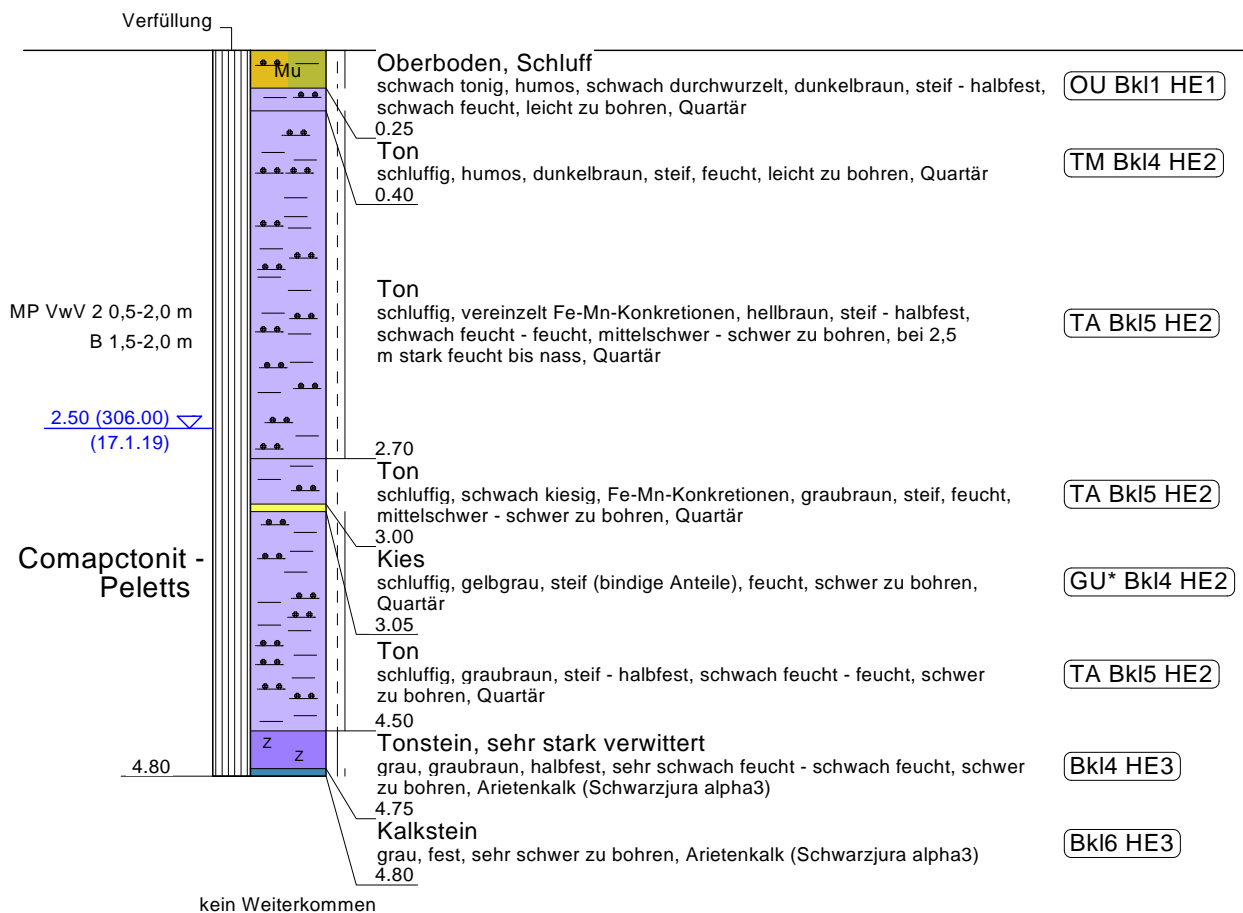 Verfüllung
Mu
Oberboden, Schluff
schwach tonig, humos, schwach durchwurzelt, dunkelbraun, steif - halbfest,
schwach feucht, leicht zu bohren, Quartär
OU Bkl1 HE1
0.25
Ton
schluffig, humos, dunkelbraun, steif, feucht, leicht zu bohren, Quartär
TM Bkl4 HE2
0.40
MP VwV 2 0,5-2,0 m
B 1,5-2,0 m
Ton
schluffig, vereinzelt Fe-Mn-Konkretionen, hellbraun, steif - halbfest,
schwach feucht - feucht, mittelschwer - schwer zu bohren, bei 2,5
m stark feucht bis nass, Quartär
TA Bkl5 HE2
2.50 (306.00)
(17.1.19)
2.70
Ton
schluffig, schwach kiesig, Fe-Mn-Konkretionen, graubraun, steif, feucht,
mittelschwer - schwer zu bohren, Quartär
TA Bkl5 HE2
3.00
Comapctonit -
Peletts
Kies
schluffig, gelbgrau, steif (bindige Anteile), feucht, schwer zu bohren,
Quartär
GU* Bkl4 HE2
3.05
Ton
schluffig, graubraun, steif - halbfest, schwach feucht - feucht, schwer
zu bohren, Quartär
TA Bkl5 HE2
4.50
Z
Z
Tonstein, sehr stark verwittert
grau, graubraun, halbfest, sehr schwach feucht - schwach feucht, schwer
zu bohren, Arietenkalk (Schwarzjura alpha3)
Bkl4 HE3
4.80
4.75
Kalkstein
grau, fest, sehr schwer zu bohren, Arietenkalk (Schwarzjura alpha3)
Bkl6 HE3
4.80
kein Weiterkommen